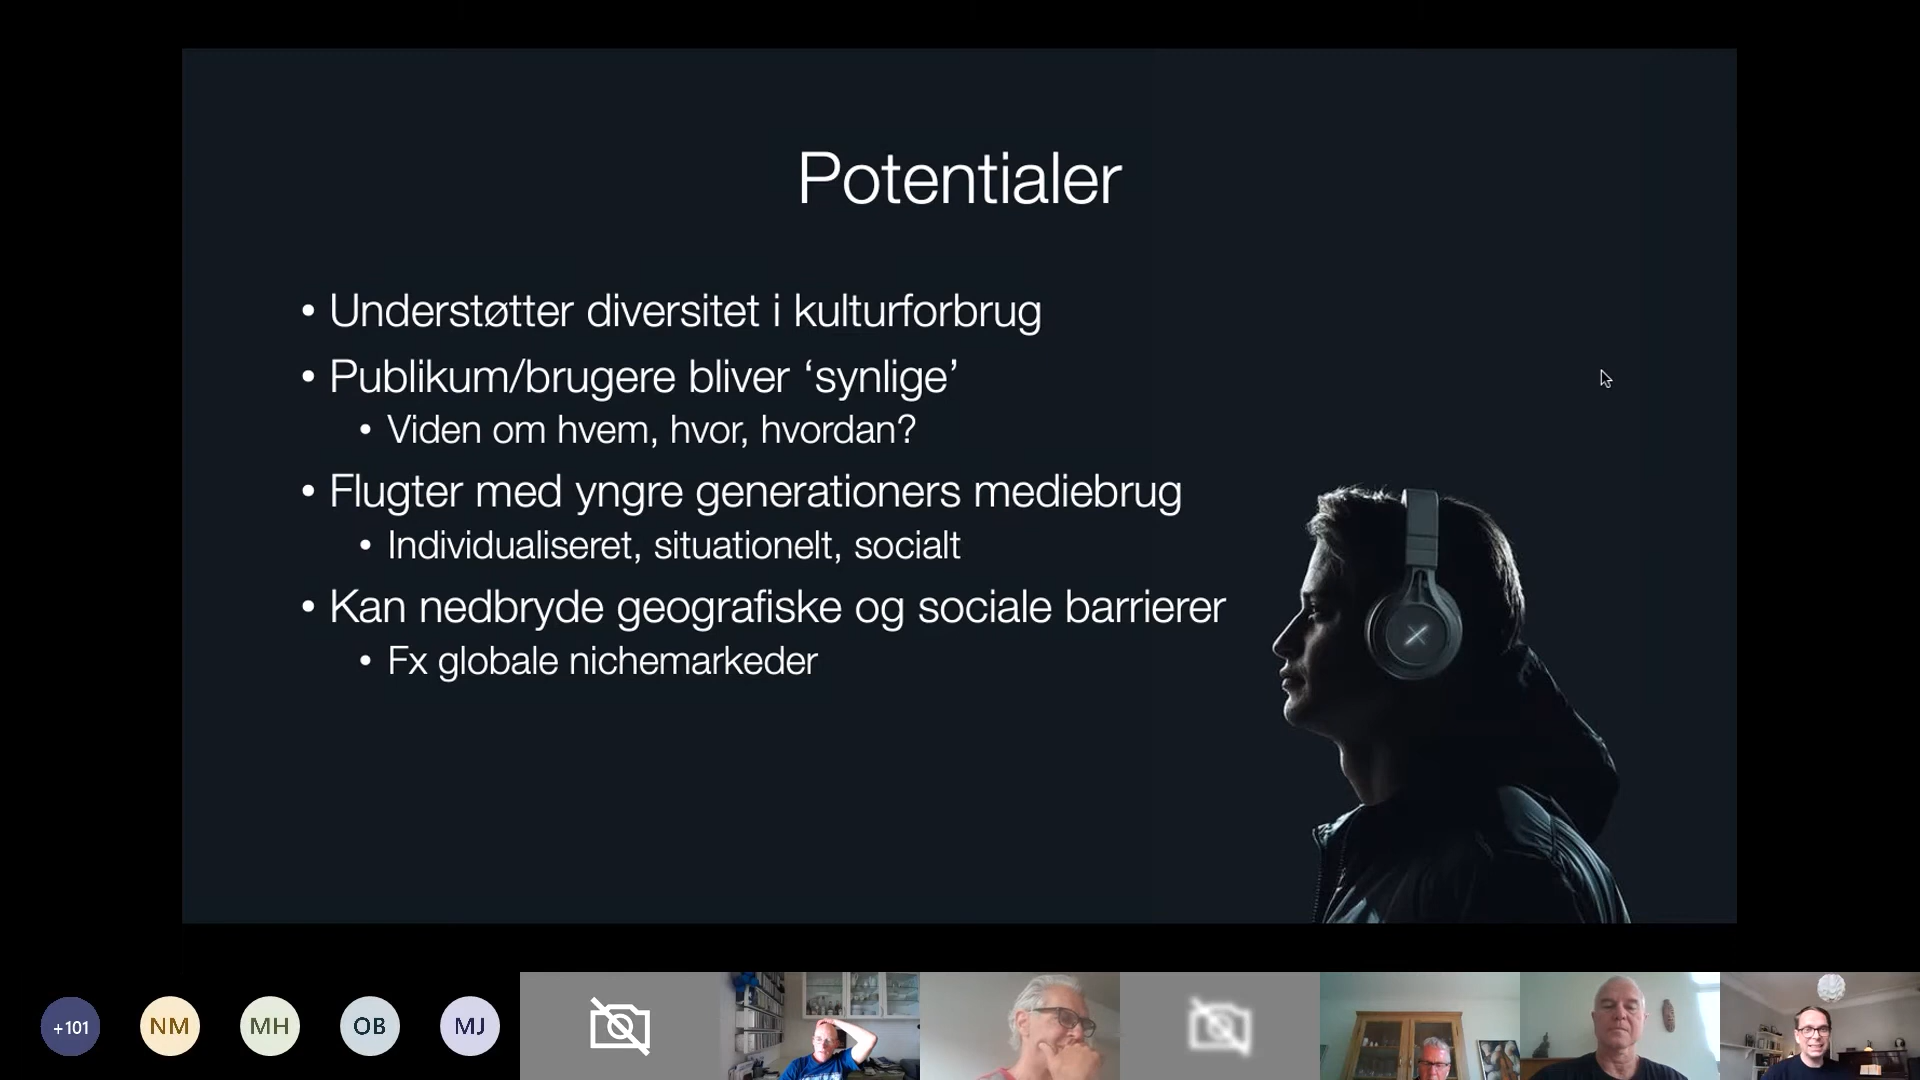 Potentialer
• Understøtter diversitet i kulturforbrug
• Publikum/brugere bliver ‘synlige’
• Viden om hvem, hvor, hvordan?
• Flugter med yngre generationers mediebrug
• Individualiseret, situationelt, socialt
• Kan nedbryde geografiske og sociale barrierer
• Fx globale nichemarkeder
+101 NM MH OB MJ